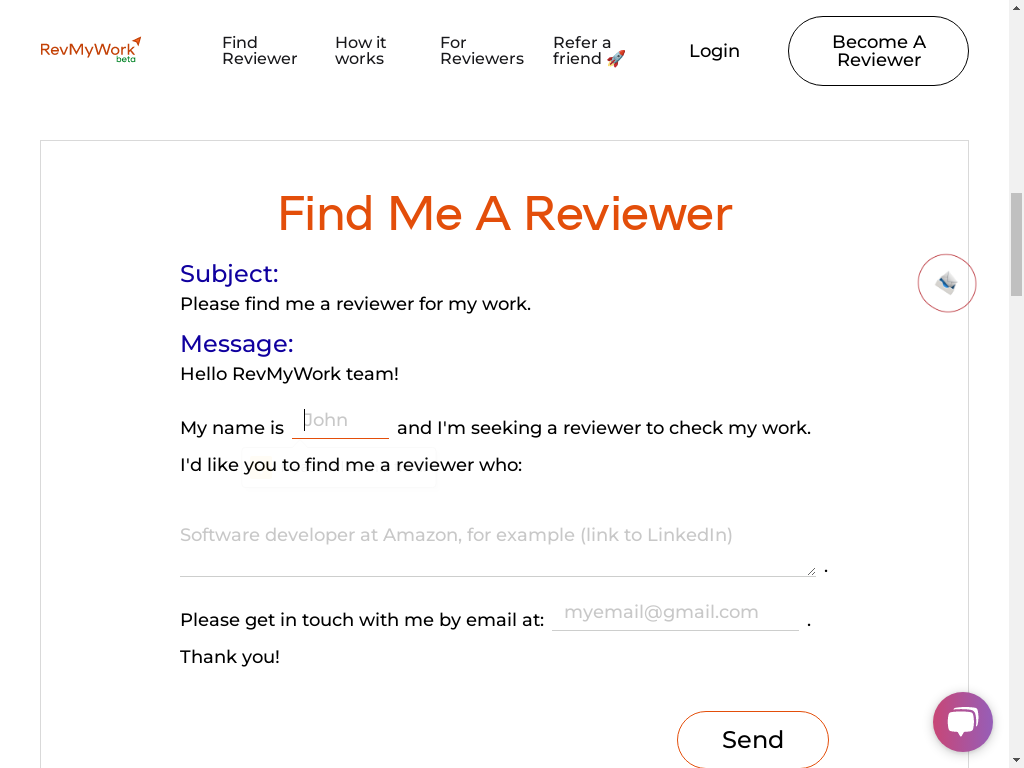 RevMyWork
beta
Find
Reviewer
How it
works
For
Reviewers
Refer a
friend 🚀
Login
Become A
Reviewer
Find Me A Reviewer
Subject:
Please find me a reviewer for my work.
Message:
Hello RevMyWork team!
My name is John and I'm seeking a reviewer to check my work.
I'd like you to find me a reviewer who:
Software developer at Amazon, for example (link to LinkedIn) .
Please get in touch with me by email at: myemail@gmail.com .
Thank you!
Send